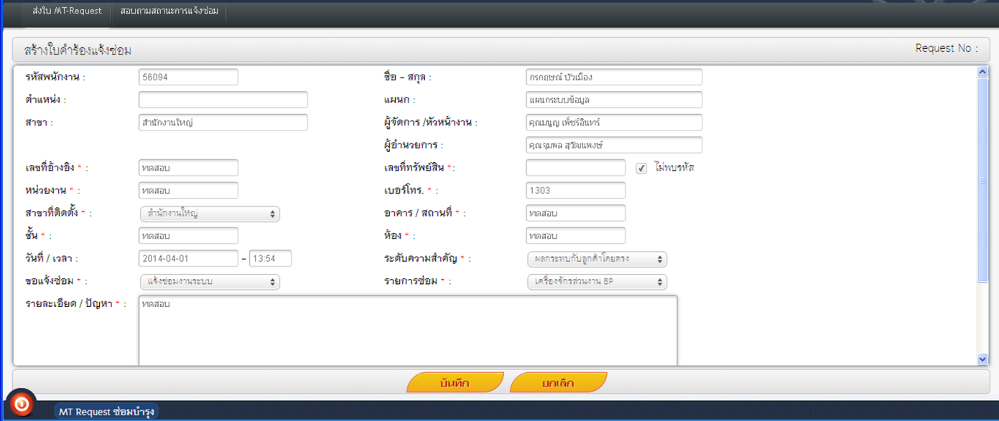 ส่งใบ MT-Request สอบถามสถานะการแจ้งซ่อม
สร้างใบคำร้องแจ้งซ่อม Request No :
รหัสพนักงาน : 56094 ชื่อ - สกุล : กรกฤษณ์ บัวเมือง
ตำแหน่ง : แผนก : แผนกระบบข้อมูล
สาขา : สำนักงานใหญ่ ผู้จัดการ /หัวหน้างาน : คุณมนูญ เพ็ชร์อินทร์
ผู้อำนวยการ : คุณจุมพล สุวัฒนพงษ์
เลขที่อ้างอิง * : ทดสอบ เลขที่ทรัพย์สิน *: ไม่พบรหัส
หน่วยงาน * : ทดสอบ เบอร์โทร. * : 1303
สาขาที่ติดตั้ง * : สำนักงานใหญ่ อาคาร / สถานที่ * : ทดสอบ
ชั้น * : ทดสอบ ห้อง * : ทดสอบ
วันที่ / เวลา : 2014-04-01 - 13:54 ระดับความสำคัญ * : ผลกระทบกับลูกค้าโดยตรง
ขอแจ้งซ่อม * : แจ้งซ่อมงานระบบ รายการซ่อม * : เครื่องจักรส่วนงาน BP
รายละเอียด / ปัญหา * : ทดสอบ
บันทึก ยกเลิก
MT Request ซ่อมบำรุง